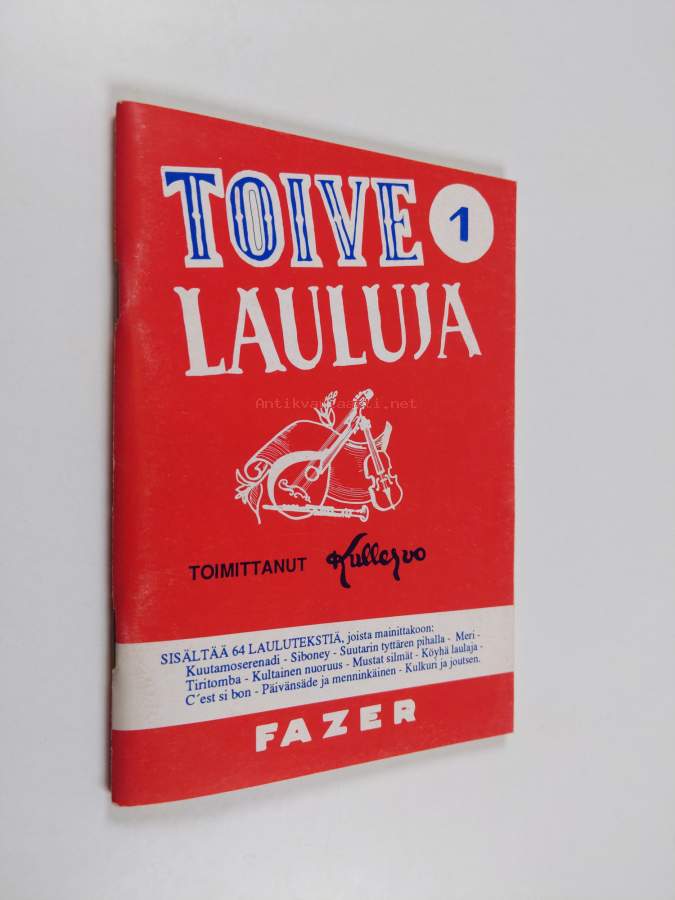 TOIVE 1
LAULUJA
Antikvariaatti.net
TOIMITTANUT Kullervo
SISÄLTÄÄ 64 LAULUTEKSTIÄ, joista mainittakoon:
Kuutamoserenadi - Siboney - Suutarin tyttären pihalla - Meri -
Tiritomba - Kultainen nuoruus - Mustat silmät - Köyhä laulaja -
C´est si bon - Päivänsäde ja menninkäinen - Kulkuri ja joutsen.
FAZER